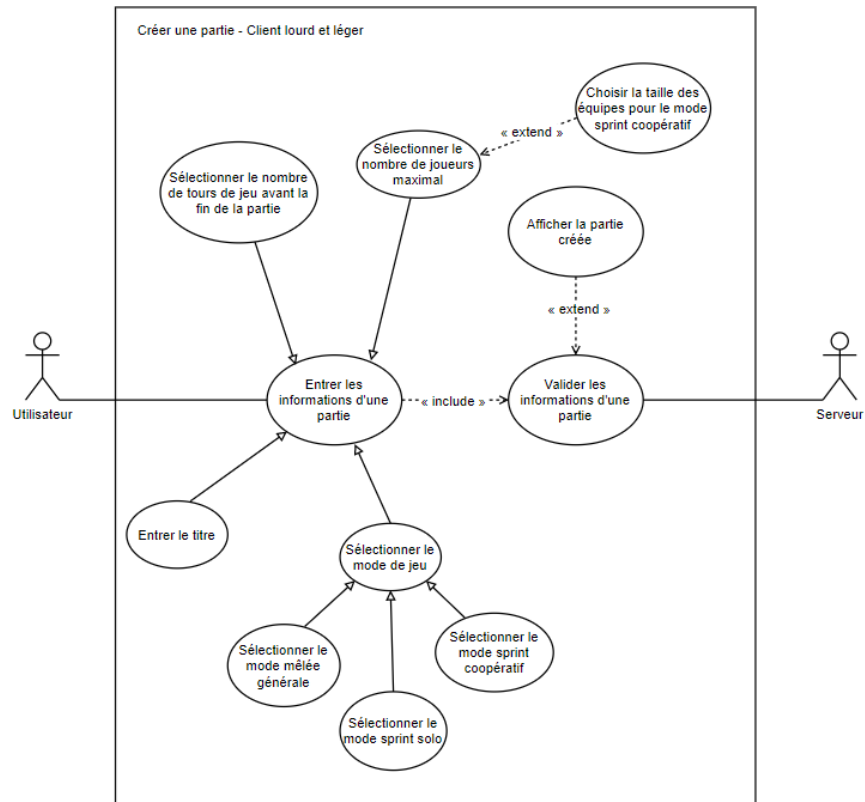 Créer une partie - Client lourd et léger
Choisir la taille des
équipes pour le mode
sprint coopératif
« extend »
Sélectionner le
nombre de joueurs
maximal
Sélectionner le nombre
de tours de jeu avant la
fin de la partie
Afficher la partie
créée
« extend »
Utilisateur
Entrer les
informations d'une
partie
« include »
Valider les
informations d'une
partie
Serveur
Entrer le titre
Sélectionner le
mode de jeu
Sélectionner le
mode mêlée
générale
Sélectionner le
mode sprint
coopératif
Sélectionner le
mode sprint solo